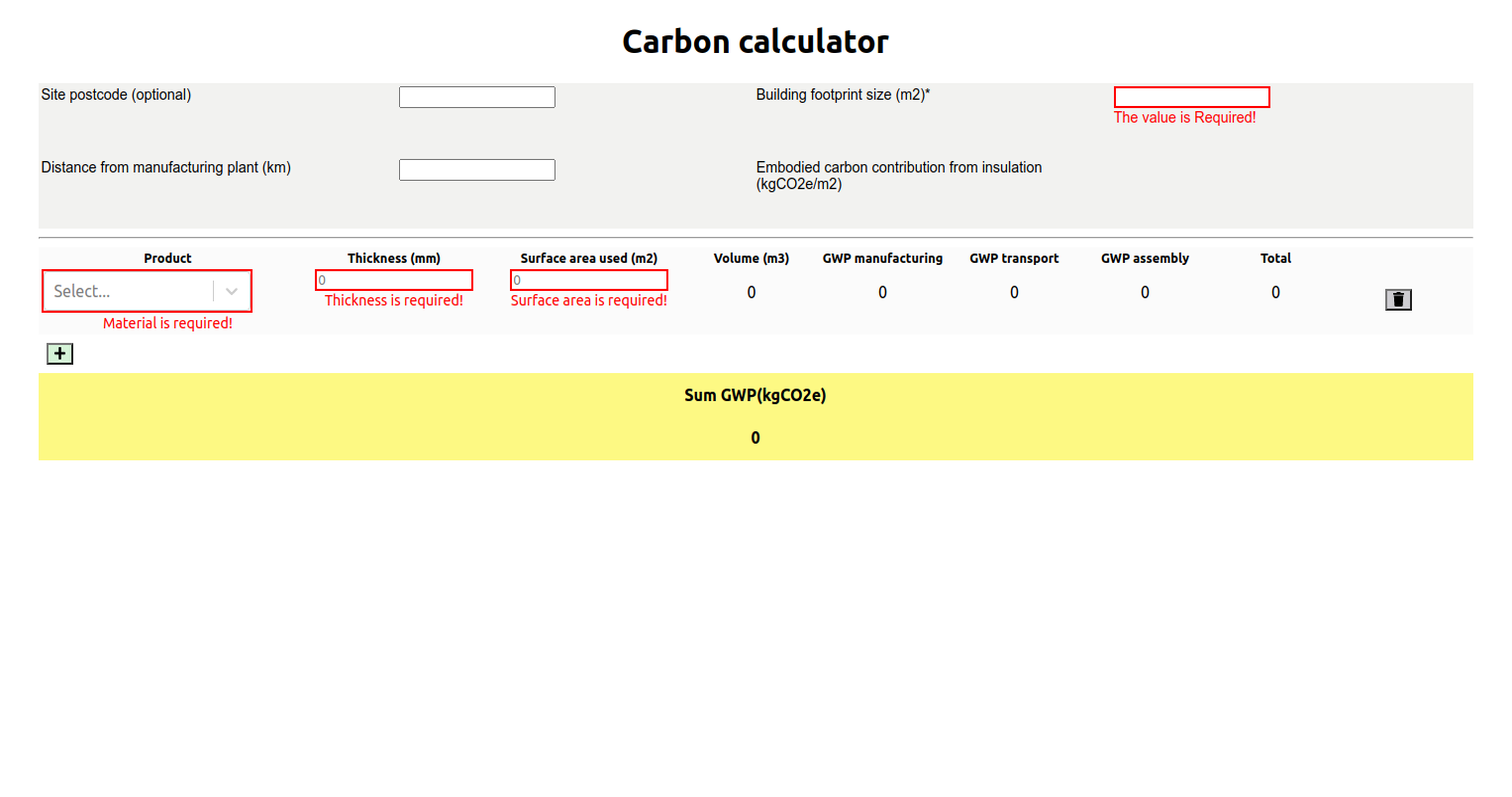 Carbon calculator
Site postcode (optional)
Building footprint size (m2)*
The value is Required!
Distance from manufacturing plant (km)
Embodied carbon contribution from insulation
(kgCO2e/m2)
Product Thickness (mm) Surface area used (m2) Volume (m3) GWP manufacturing GWP transport GWP assembly Total
Select... 0 0 0 0 0 0 0
Thickness is required! Surface area is required!
Material is required!
+
Sum GWP(kgCO2e)
0